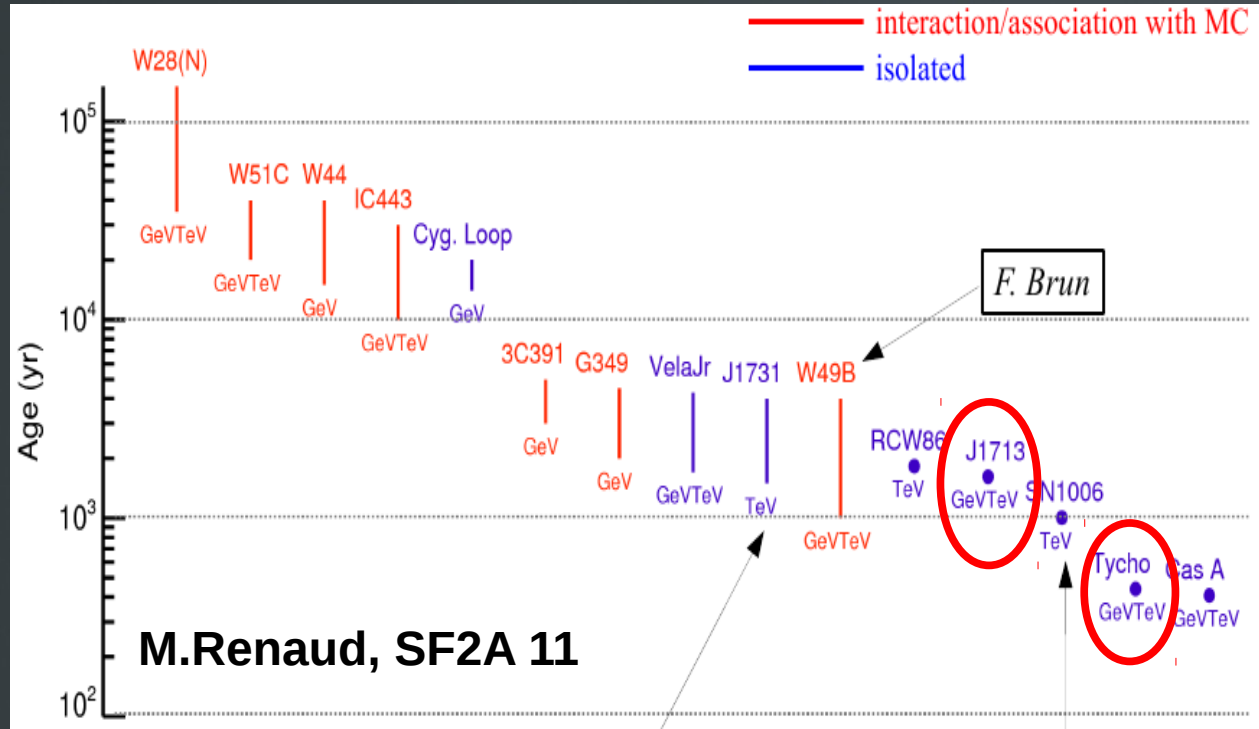 interaction/association with MC
isolated
W28(N)
10^5
W51C W44
IC443
GeVTeV
Cyg. Loop
GeVTeV
GeV
GeV
F. Brun
10^4
GeVTeV
3C391 G349 VelaJr J1731 W49B
Age (yr)
GeV
RCW86 J1713
GeV GeVTeV TeV
TeV GeVTeV SN1006
10^3
GeVTeV
TeV
Tycho Cas A
GeVTeV GeVTeV
M.Renaud, SF2A 11
10^2